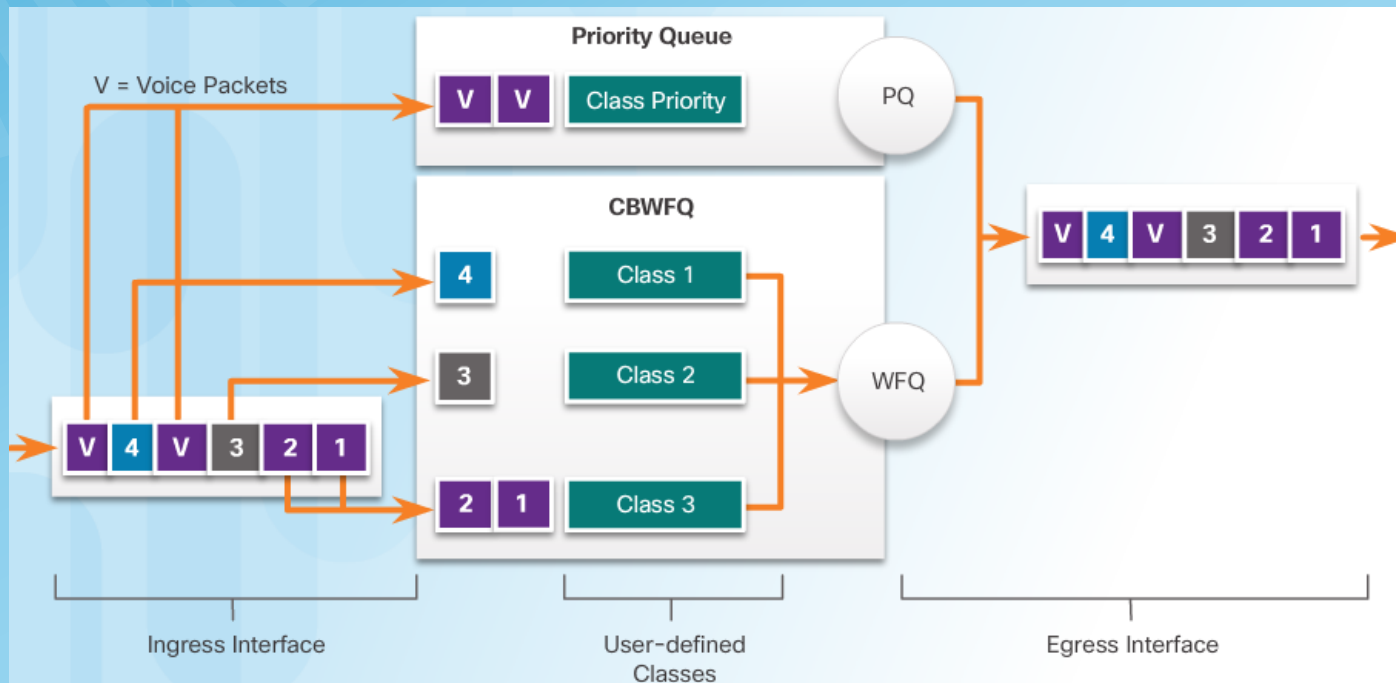 Priority Queue
V = Voice Packets
V V Class Priority
PQ
CBWFQ
V 4 V 3 2 1
4 Class 1
3 Class 2
WFQ
V 4 V 3 2 1
2 1 Class 3
Ingress Interface
User-defined
Classes
Egress Interface